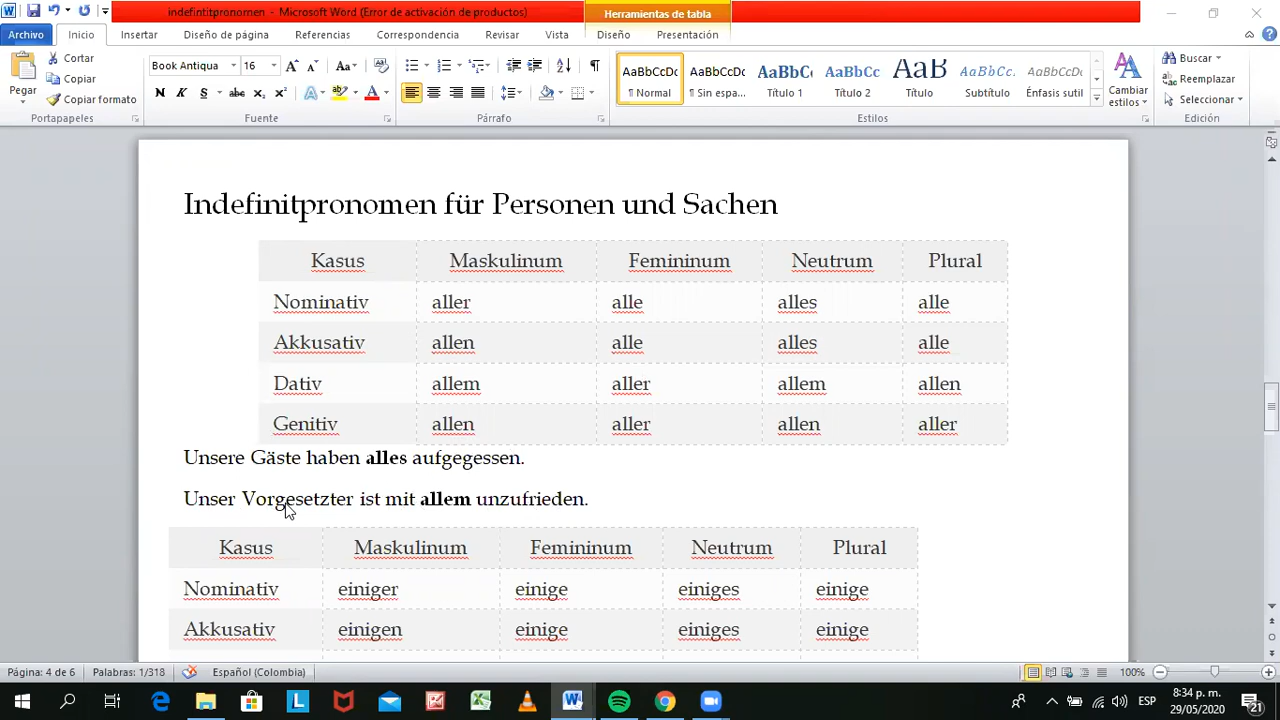 indefintitpronomen - Microsoft Word (Error de activación de productos)
Herramientas de tabla
Archivo Inicio Insertar Diseño de página Referencias Correspondencia Revisar Vista Diseño Presentación
Pegar
Cortar
Copiar
Copiar formato
Portapapeles
Book Antiqua 16
N K S abc x₂ x²
Fuente
Párrafo
AaBbCcDc AaBbCcDc AaBbC AaBbCc AaB AaBbCc. AaBbCcDc
¶ Normal ¶ Sin espa... Título 1 Título 2 Título Subtítulo Énfasis sutil
Cambiar estilos
Estilos
Buscar
Reemplazar
Seleccionar
Edición
Indefinitpronomen für Personen und Sachen
Kasus Maskulinum Femininum Neutrum Plural
Nominativ aller alle alles alle
Akkusativ allen alle alles alle
Dativ allem aller allem allen
Genitiv allen aller allen aller
Unsere Gäste haben alles aufgegessen.
Unser Vorgesetzter ist mit allem unzufrieden.
Kasus Maskulinum Femininum Neutrum Plural
Nominativ einiger einige einiges einige
Akkusativ einigen einige einiges einige
Página: 4 de 6 Palabras: 1/318 Español (Colombia) 100%
ESP
8:34 p. m.
29/05/2020
21